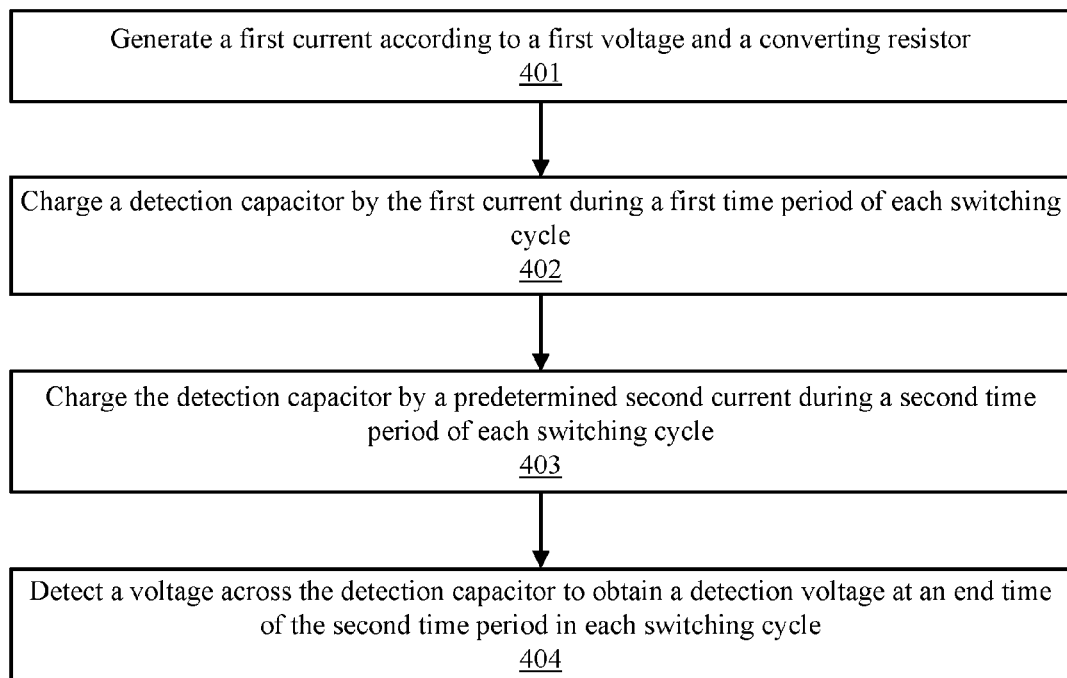 Generate a first current according to a first voltage and a converting resistor
401
Charge a detection capacitor by the first current during a first time period of each switching
cycle
402
Charge the detection capacitor by a predetermined second current during a second time
period of each switching cycle
403
Detect a voltage across the detection capacitor to obtain a detection voltage at an end time
of the second time period in each switching cycle
404